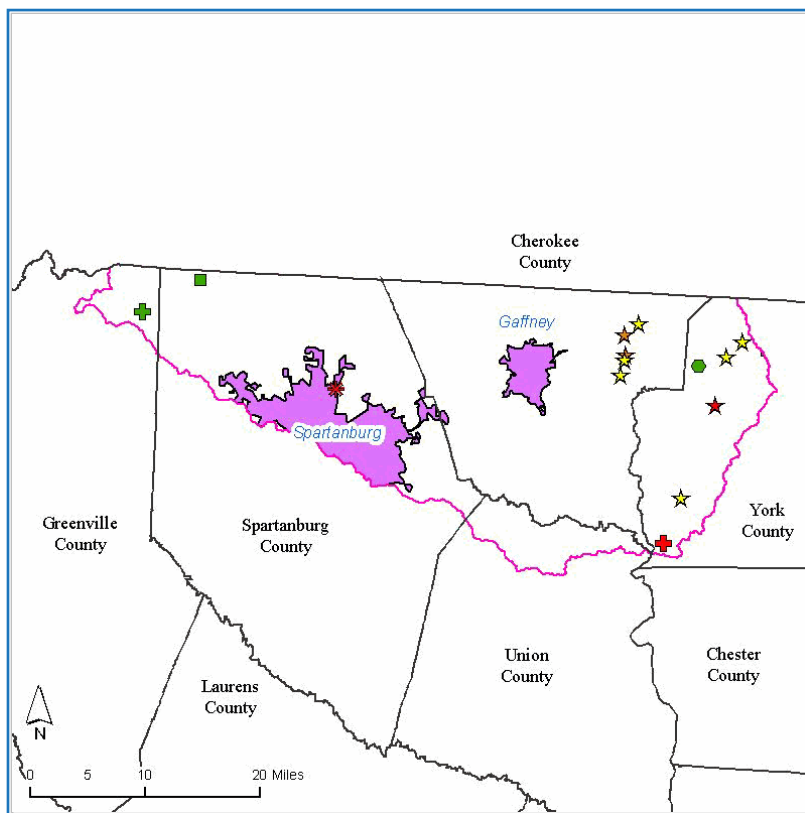 Cherokee
County
Gaffney
Spartanburg
Greenville
County
Spartanburg
County
York
County
Union
County
Chester
County
Laurens
County
N
0 5 10 20 Miles